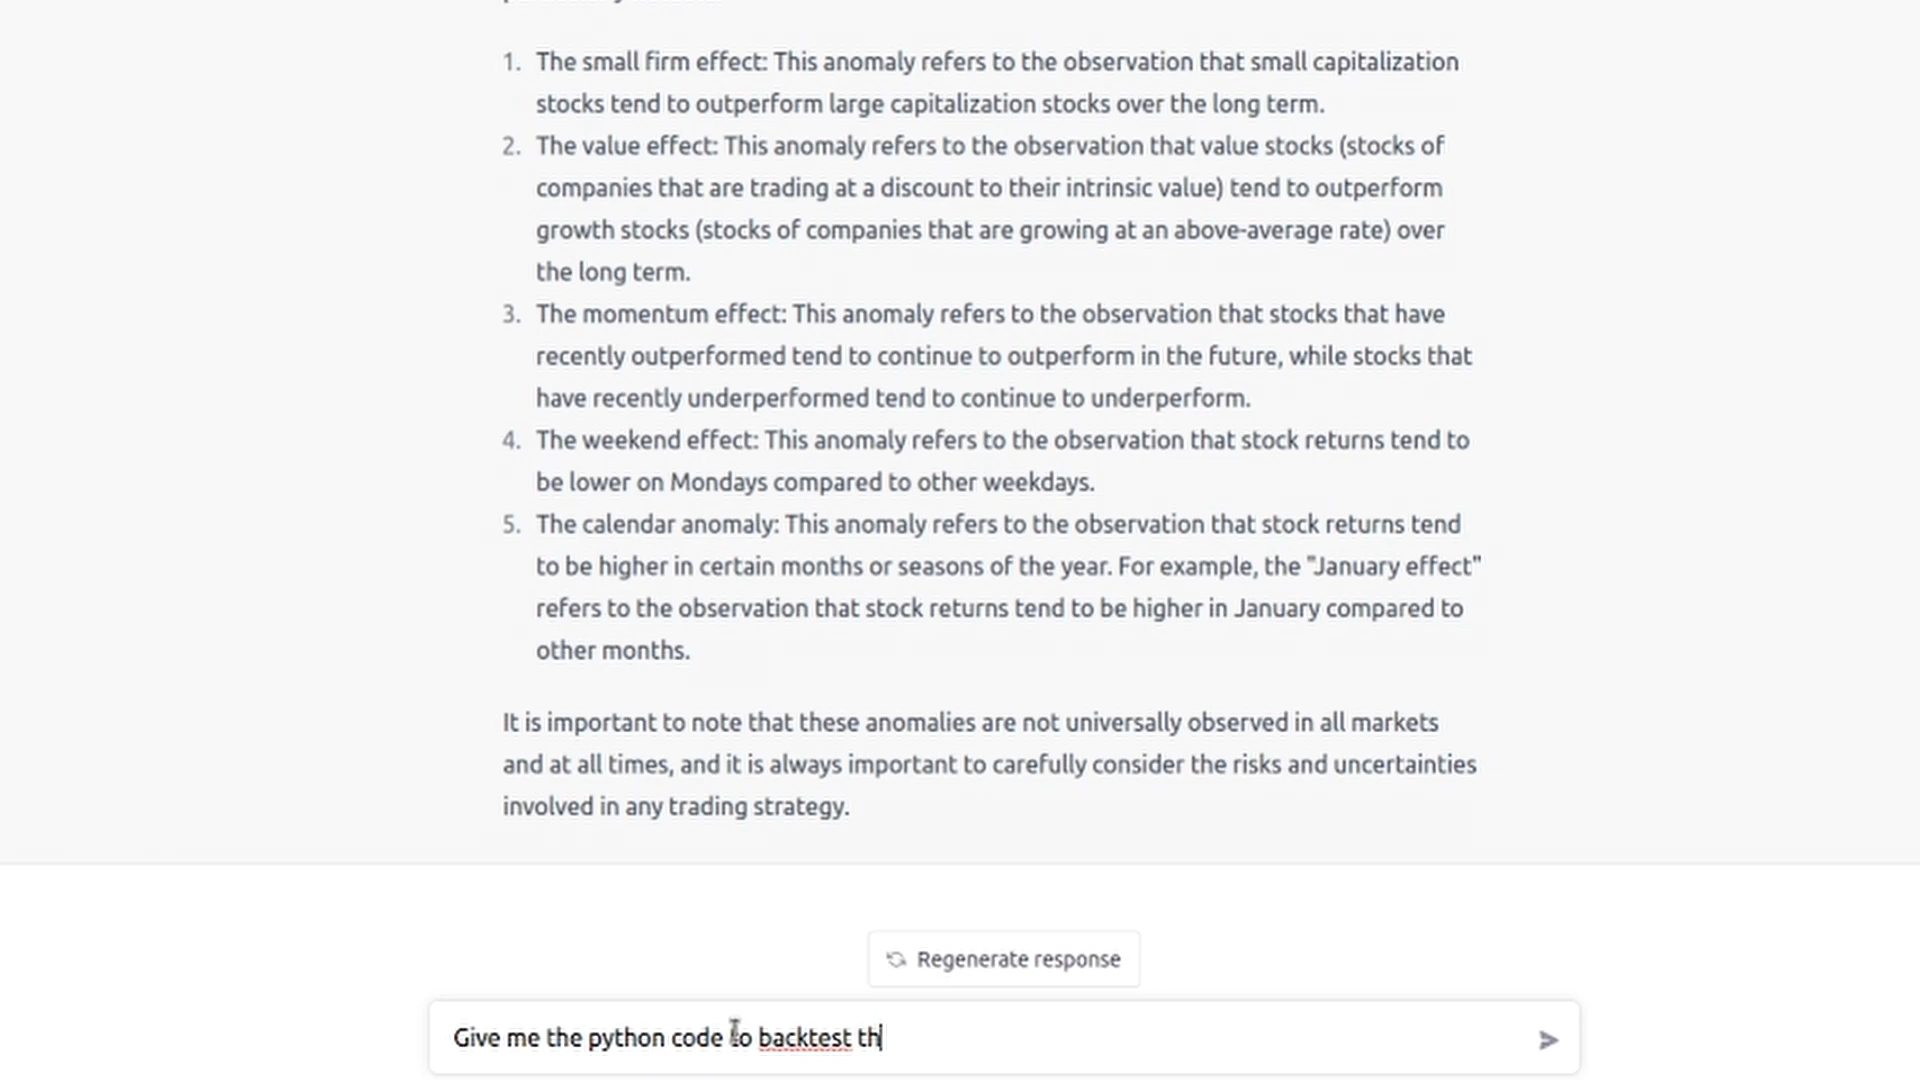 1. The small firm effect: This anomaly refers to the observation that small capitalization
stocks tend to outperform large capitalization stocks over the long term.
2. The value effect: This anomaly refers to the observation that value stocks (stocks of
companies that are trading at a discount to their intrinsic value) tend to outperform
growth stocks (stocks of companies that are growing at an above-average rate) over
the long term.
3. The momentum effect: This anomaly refers to the observation that stocks that have
recently outperformed tend to continue to outperform in the future, while stocks that
have recently underperformed tend to continue to underperform.
4. The weekend effect: This anomaly refers to the observation that stock returns tend to
be lower on Mondays compared to other weekdays.
5. The calendar anomaly: This anomaly refers to the observation that stock returns tend
to be higher in certain months or seasons of the year. For example, the "January effect"
refers to the observation that stock returns tend to be higher in January compared to
other months.
It is important to note that these anomalies are not universally observed in all markets
and at all times, and it is always important to carefully consider the risks and uncertainties
involved in any trading strategy.
Regenerate response
Give me the python code to backtest th